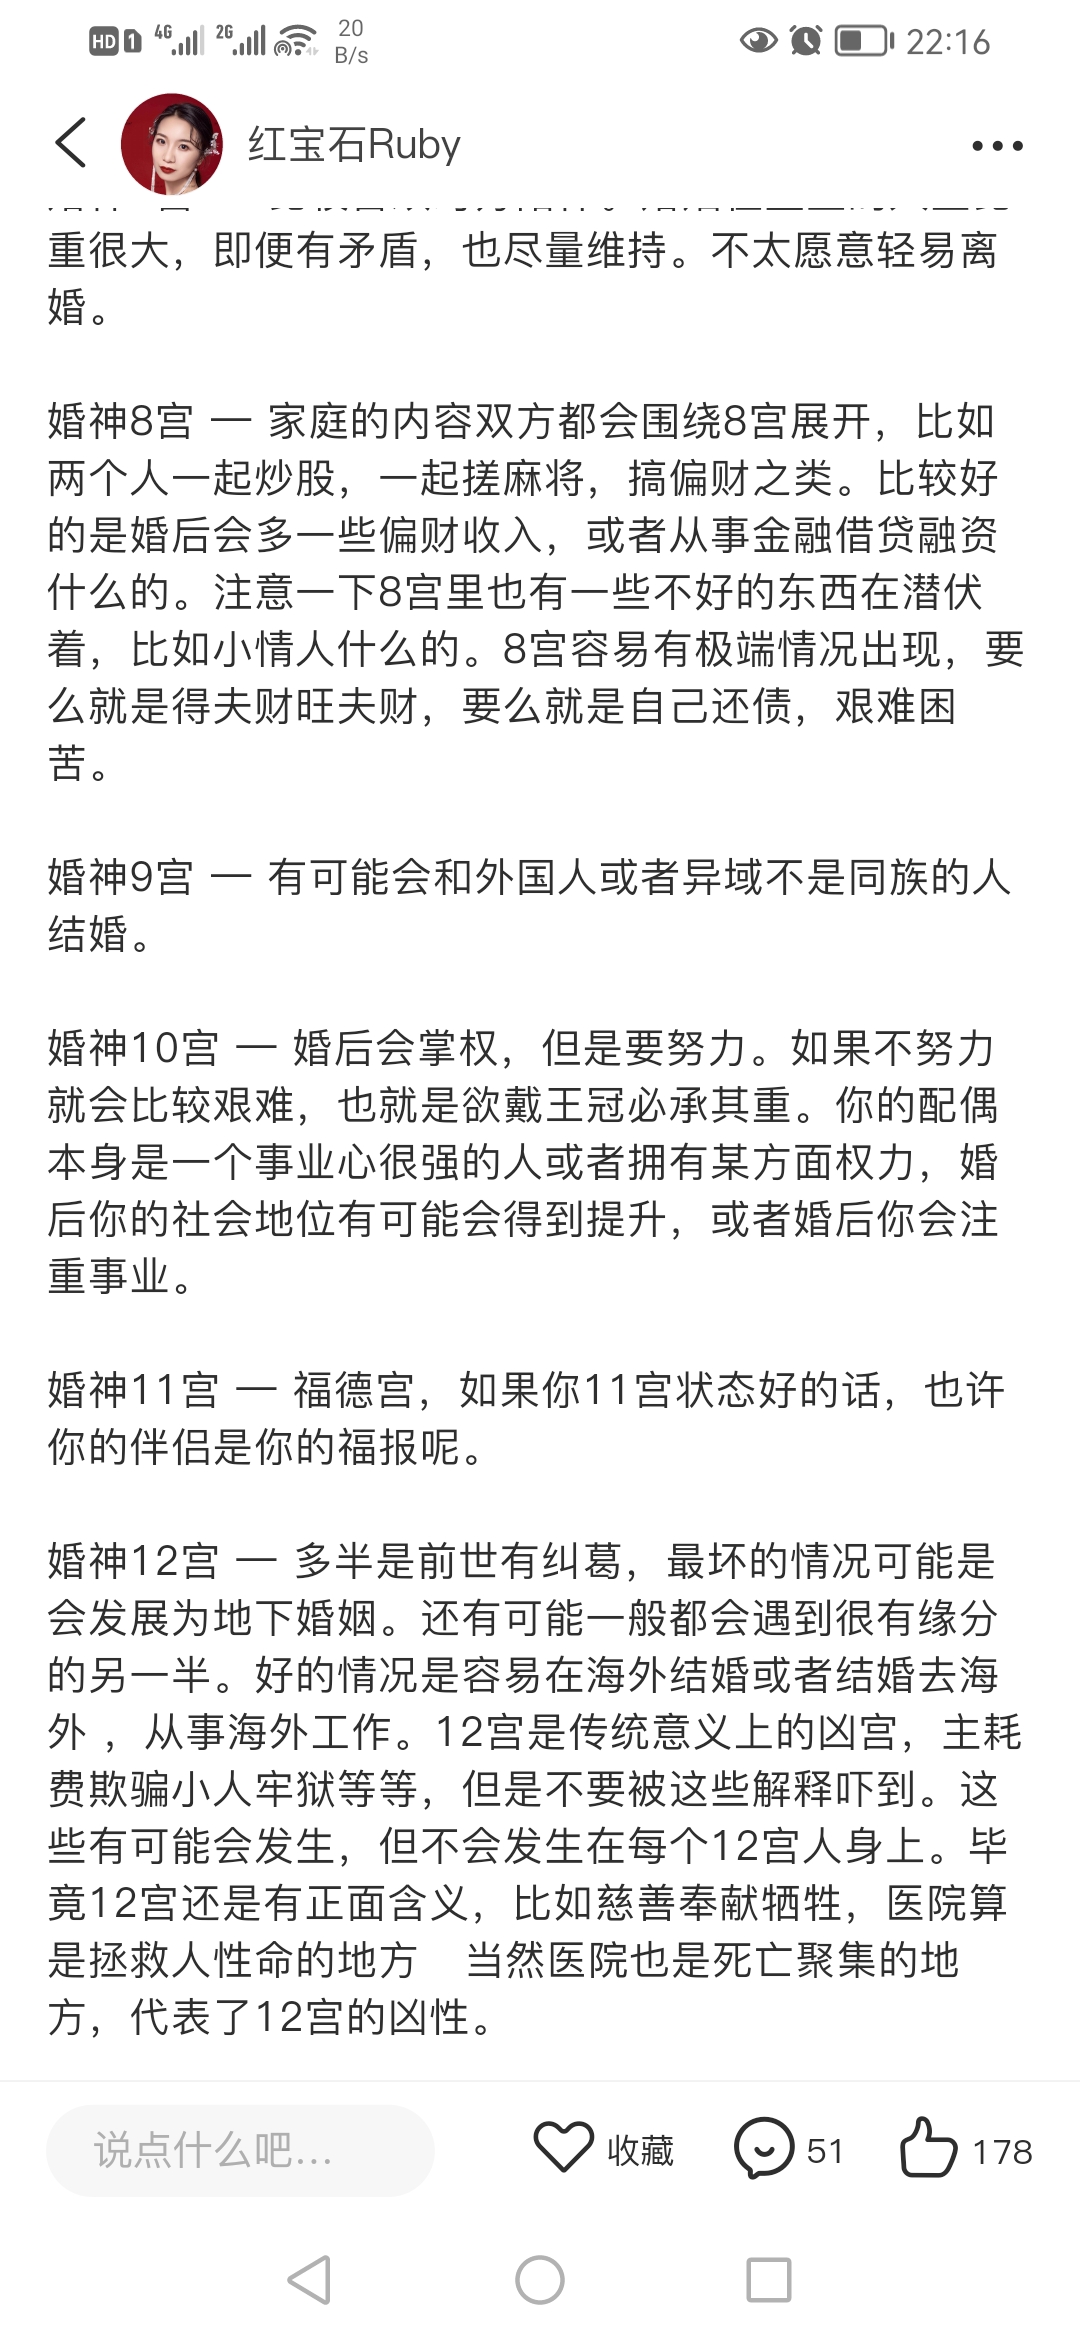 HD 1 4G 2G 20 B/s 22:16
红宝石Ruby
重很大，即便有矛盾，也尽量维持。不太愿意轻易离
婚。
婚神8宫 — 家庭的内容双方都会围绕8宫展开，比如
两个人一起炒股，一起搓麻将，搞偏财之类。比较好
的是婚后会多一些偏财收入，或者从事金融借贷融资
什么的。注意一下8宫里也有一些不好的东西在潜伏
着，比如小情人什么的。8宫容易有极端情况出现，要
么就是得夫财旺夫财，要么就是自己还债，艰难困
苦。
婚神9宫 — 有可能会和外国人或者异域不是同族的人
结婚。
婚神10宫 — 婚后会掌权，但是要努力。如果不努力
就会比较艰难，也就是欲戴王冠必承其重。你的配偶
本身是一个事业心很强的人或者拥有某方面权力，婚
后你的社会地位有可能会得到提升，或者婚后你会注
重事业。
婚神11宫 — 福德宫，如果你11宫状态好的话，也许
你的伴侣是你的福报呢。
婚神12宫 — 多半是前世有纠葛，最坏的情况可能是
会发展为地下婚姻。还有可能一般都会遇到很有缘分
的另一半。好的情况是容易在海外结婚或者结婚去海
外 ，从事海外工作。12宫是传统意义上的凶宫，主耗
费欺骗小人牢狱等等，但是不要被这些解释吓到。这
些有可能会发生，但不会发生在每个12宫人身上。毕
竟12宫还是有正面含义，比如慈善奉献牺牲，医院算
是拯救人性命的地方　当然医院也是死亡聚集的地
方，代表了12宫的凶性。
说点什么吧... 收藏 51 178